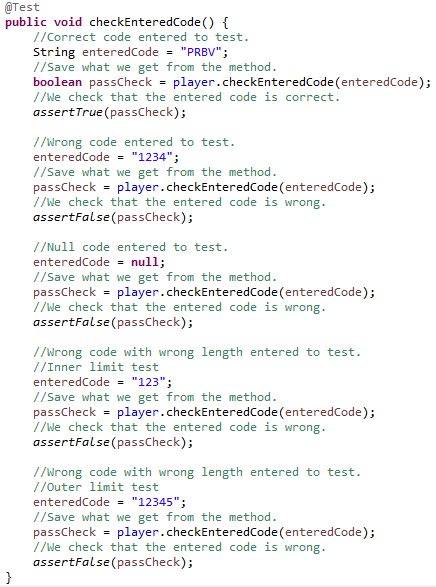 @Test
public void checkEnteredCode() {
    //Correct code entered to test.
    String enteredCode = "PRBV";
    //Save what we get from the method.
    boolean passCheck = player.checkEnteredCode(enteredCode);
    //We check that the entered code is correct.
    assertTrue(passCheck);

    //Wrong code entered to test.
    enteredCode = "1234";
    //Save what we get from the method.
    passCheck = player.checkEnteredCode(enteredCode);
    //We check that the entered code is wrong.
    assertFalse(passCheck);

    //Null code entered to test.
    enteredCode = null;
    //Save what we get from the method.
    passCheck = player.checkEnteredCode(enteredCode);
    //We check that the entered code is wrong.
    assertFalse(passCheck);

    //Wrong code with wrong length entered to test.
    //Inner limit test
    enteredCode = "123";
    //Save what we get from the method.
    passCheck = player.checkEnteredCode(enteredCode);
    //We check that the entered code is wrong.
    assertFalse(passCheck);

    //Wrong code with wrong length entered to test.
    //Outer limit test
    enteredCode = "12345";
    //Save what we get from the method.
    passCheck = player.checkEnteredCode(enteredCode);
    //We check that the entered code is wrong.
    assertFalse(passCheck);
}